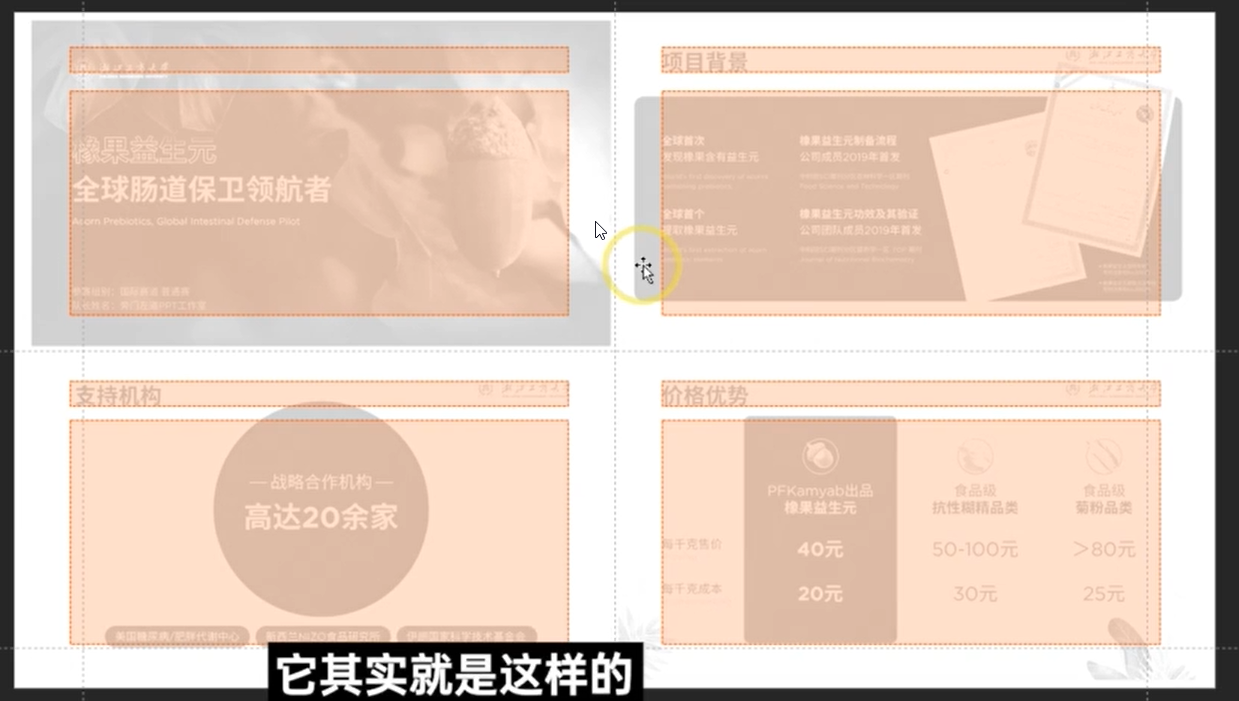 橡果益生元
全球肠道保卫领航者
Acorn Prebiotics, Global Intestinal Defense Pilot
参赛组别：国际赛道 普通商
项目背景
全球首次
发现橡果含有益生元
橡果益生元制备流程
公司成员2019年首发
全球首个
提取橡果益生元
橡果益生元功效及其验证
公司团队成员2019年首发
支持机构
战略合作机构
高达20余家
美国糖尿病/肥胖代谢中心
新西兰NIZO食品研究所
伊朗国家科学技术基金会
价格优势
PFKamyab出品
橡果益生元
食品级
抗性糊精品类
食品级
菊粉品类
每千克售价
40元
50-100元
＞80元
每千克成本
20元
30元
25元
它其实就是这样的